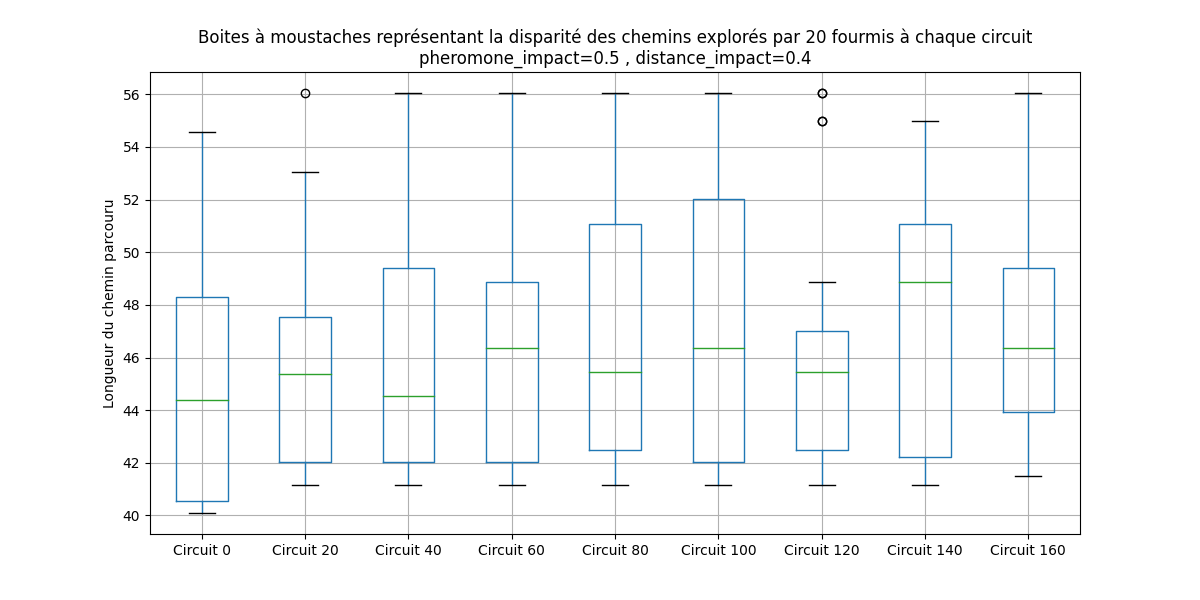 Boites à moustaches représentant la disparité des chemins explorés par 20 fourmis à chaque circuit
pheromone_impact=0.5 , distance_impact=0.4
Longueur du chemin parcouru
56
54
52
50
48
46
44
42
40
Circuit 0
Circuit 20
Circuit 40
Circuit 60
Circuit 80
Circuit 100
Circuit 120
Circuit 140
Circuit 160